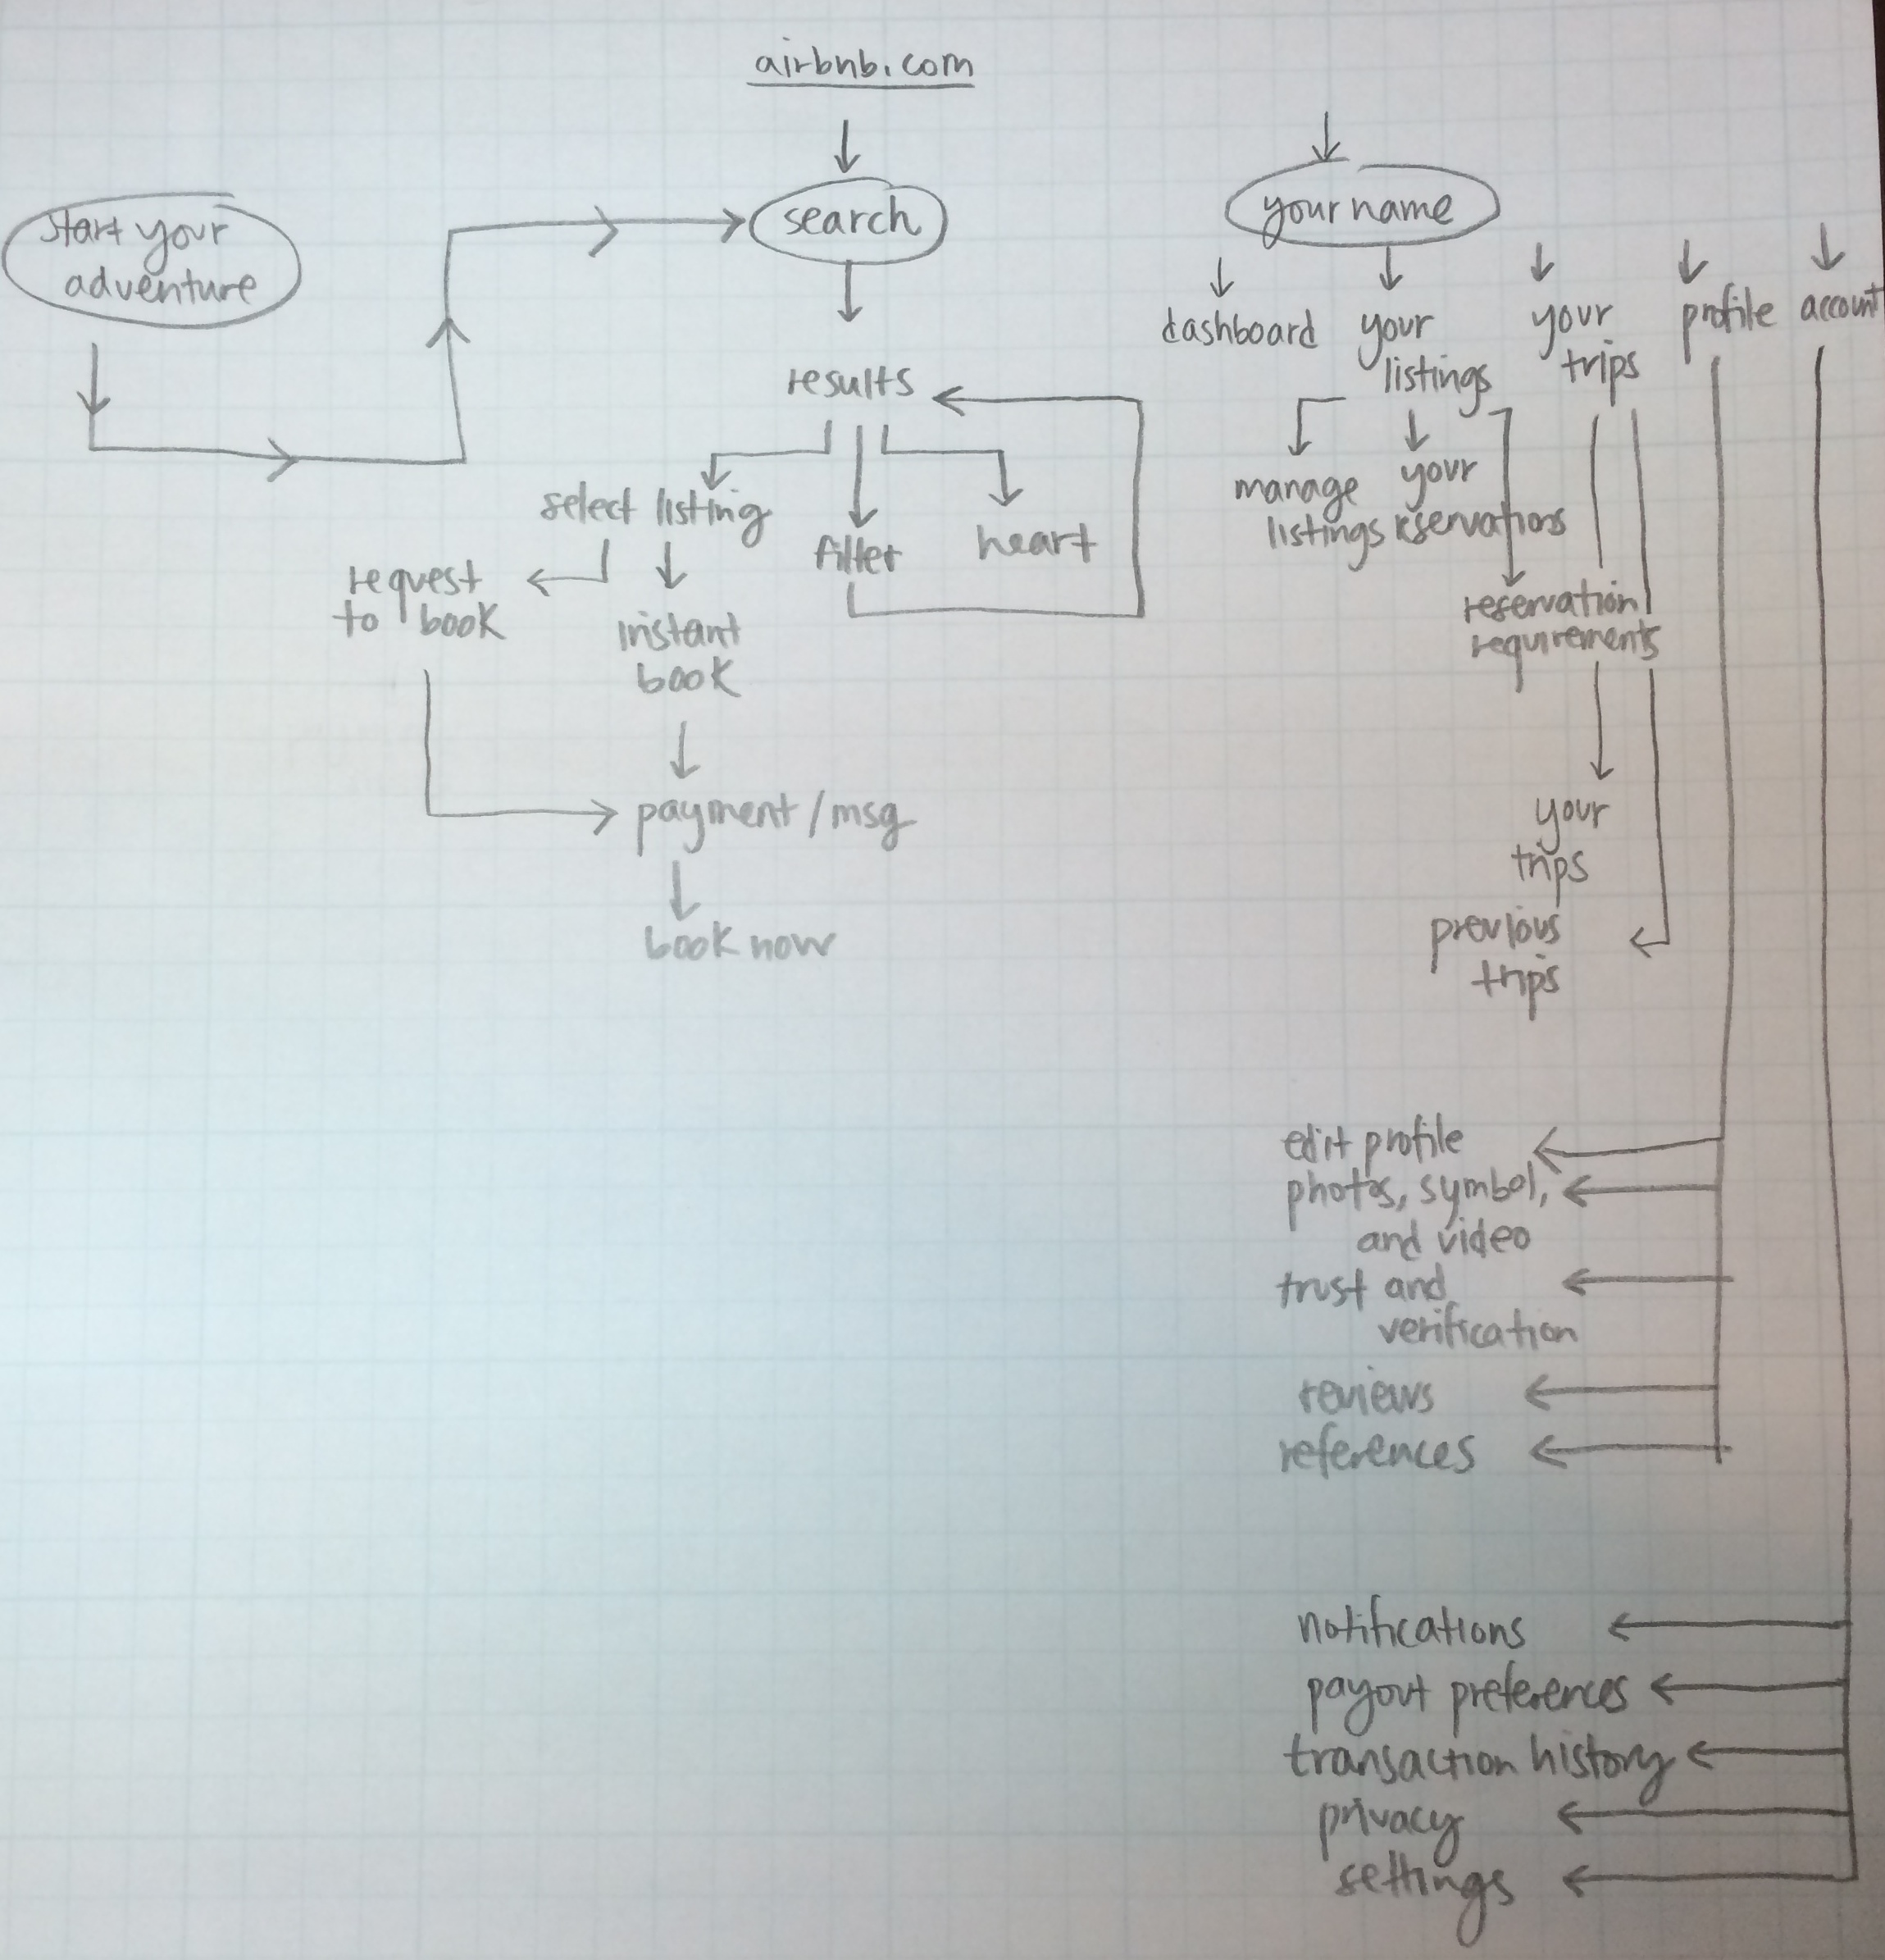 airbnb.com
start your
adventure
search
results
select listing
filter
heart
request
to book
instant
book
payment/msg
book now
your name
dashboard
your
listings
your
trips
profile
account
manage
listings
your
reservations
reservation
requirements
your
trips
previous
trips
edit profile
photos, symbol,
and video
trust and
verification
reviews
references
notifications
payout preferences
transaction history
privacy
settings